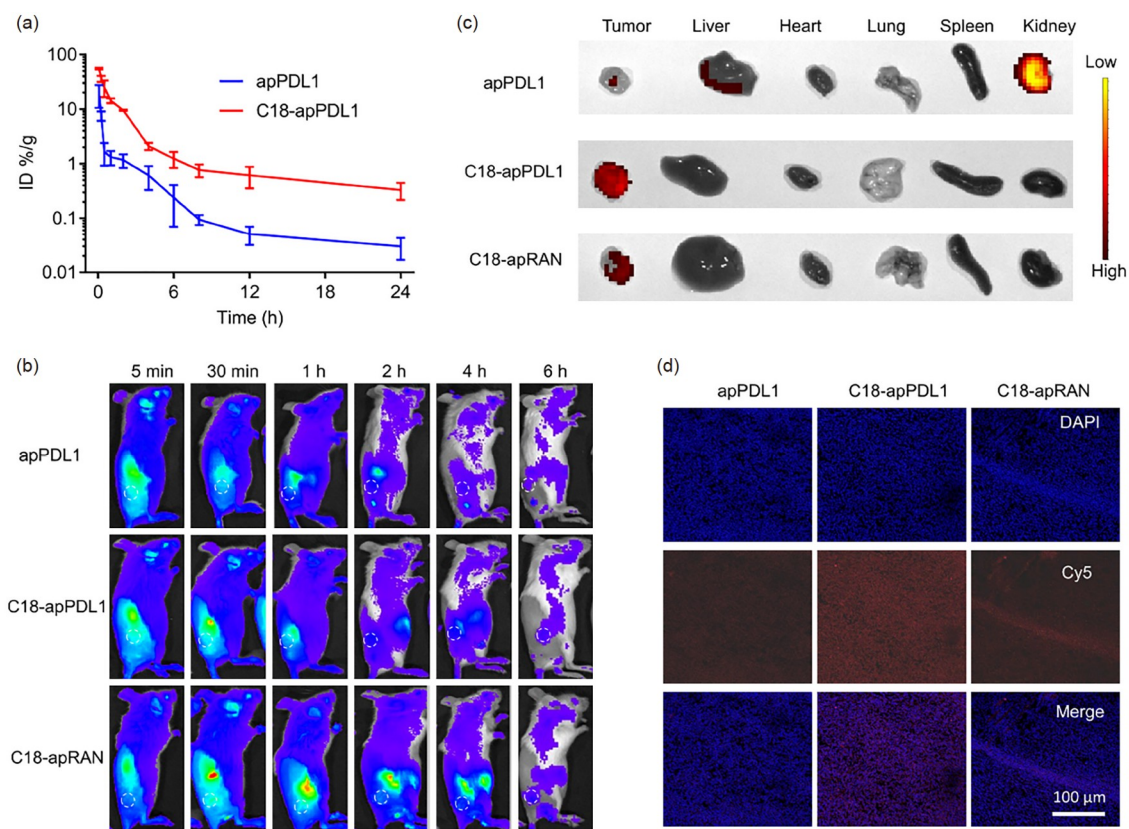 (a)
100
10
1
0.1
0.01
ID %/g
apPDL1
C18-apPDL1
0 6 12 18 24
Time (h)
(c)
Tumor Liver Heart Lung Spleen Kidney
apPDL1
C18-apPDL1
C18-apRAN
Low
High
(b)
5 min 30 min 1 h 2 h 4 h 6 h
apPDL1
C18-apPDL1
C18-apRAN
(d)
apPDL1 C18-apPDL1 C18-apRAN
DAPI
Cy5
Merge
100 μm